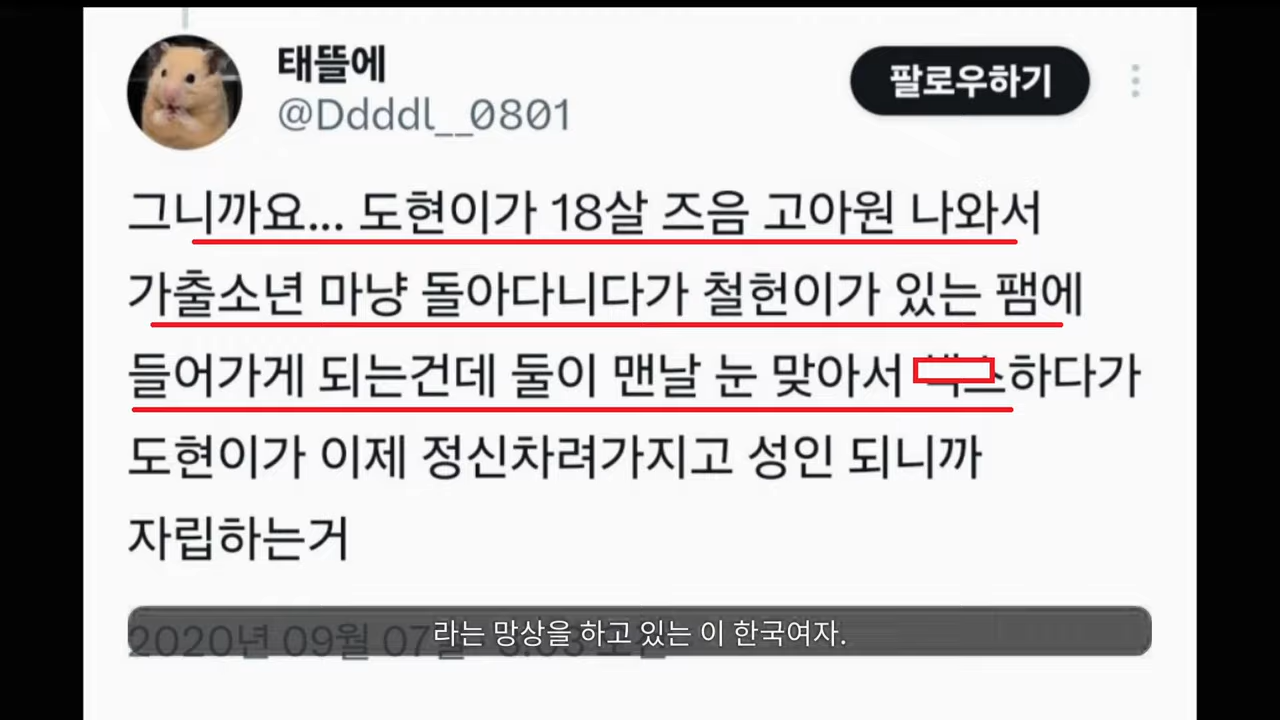 태뜰에
@Ddddl__0801
팔로우하기
그니까요... 도현이가 18살 즈음 고아원 나와서
가출소년 마냥 돌아다니다가 철헌이가 있는 팸에
들어가게 되는건데 둘이 맨날 눈 맞아서 하다가
도현이가 이제 정신차려가지고 성인 되니까
자립하는거
2020년 09월 07일
라는 망상을 하고 있는 이 한국여자.